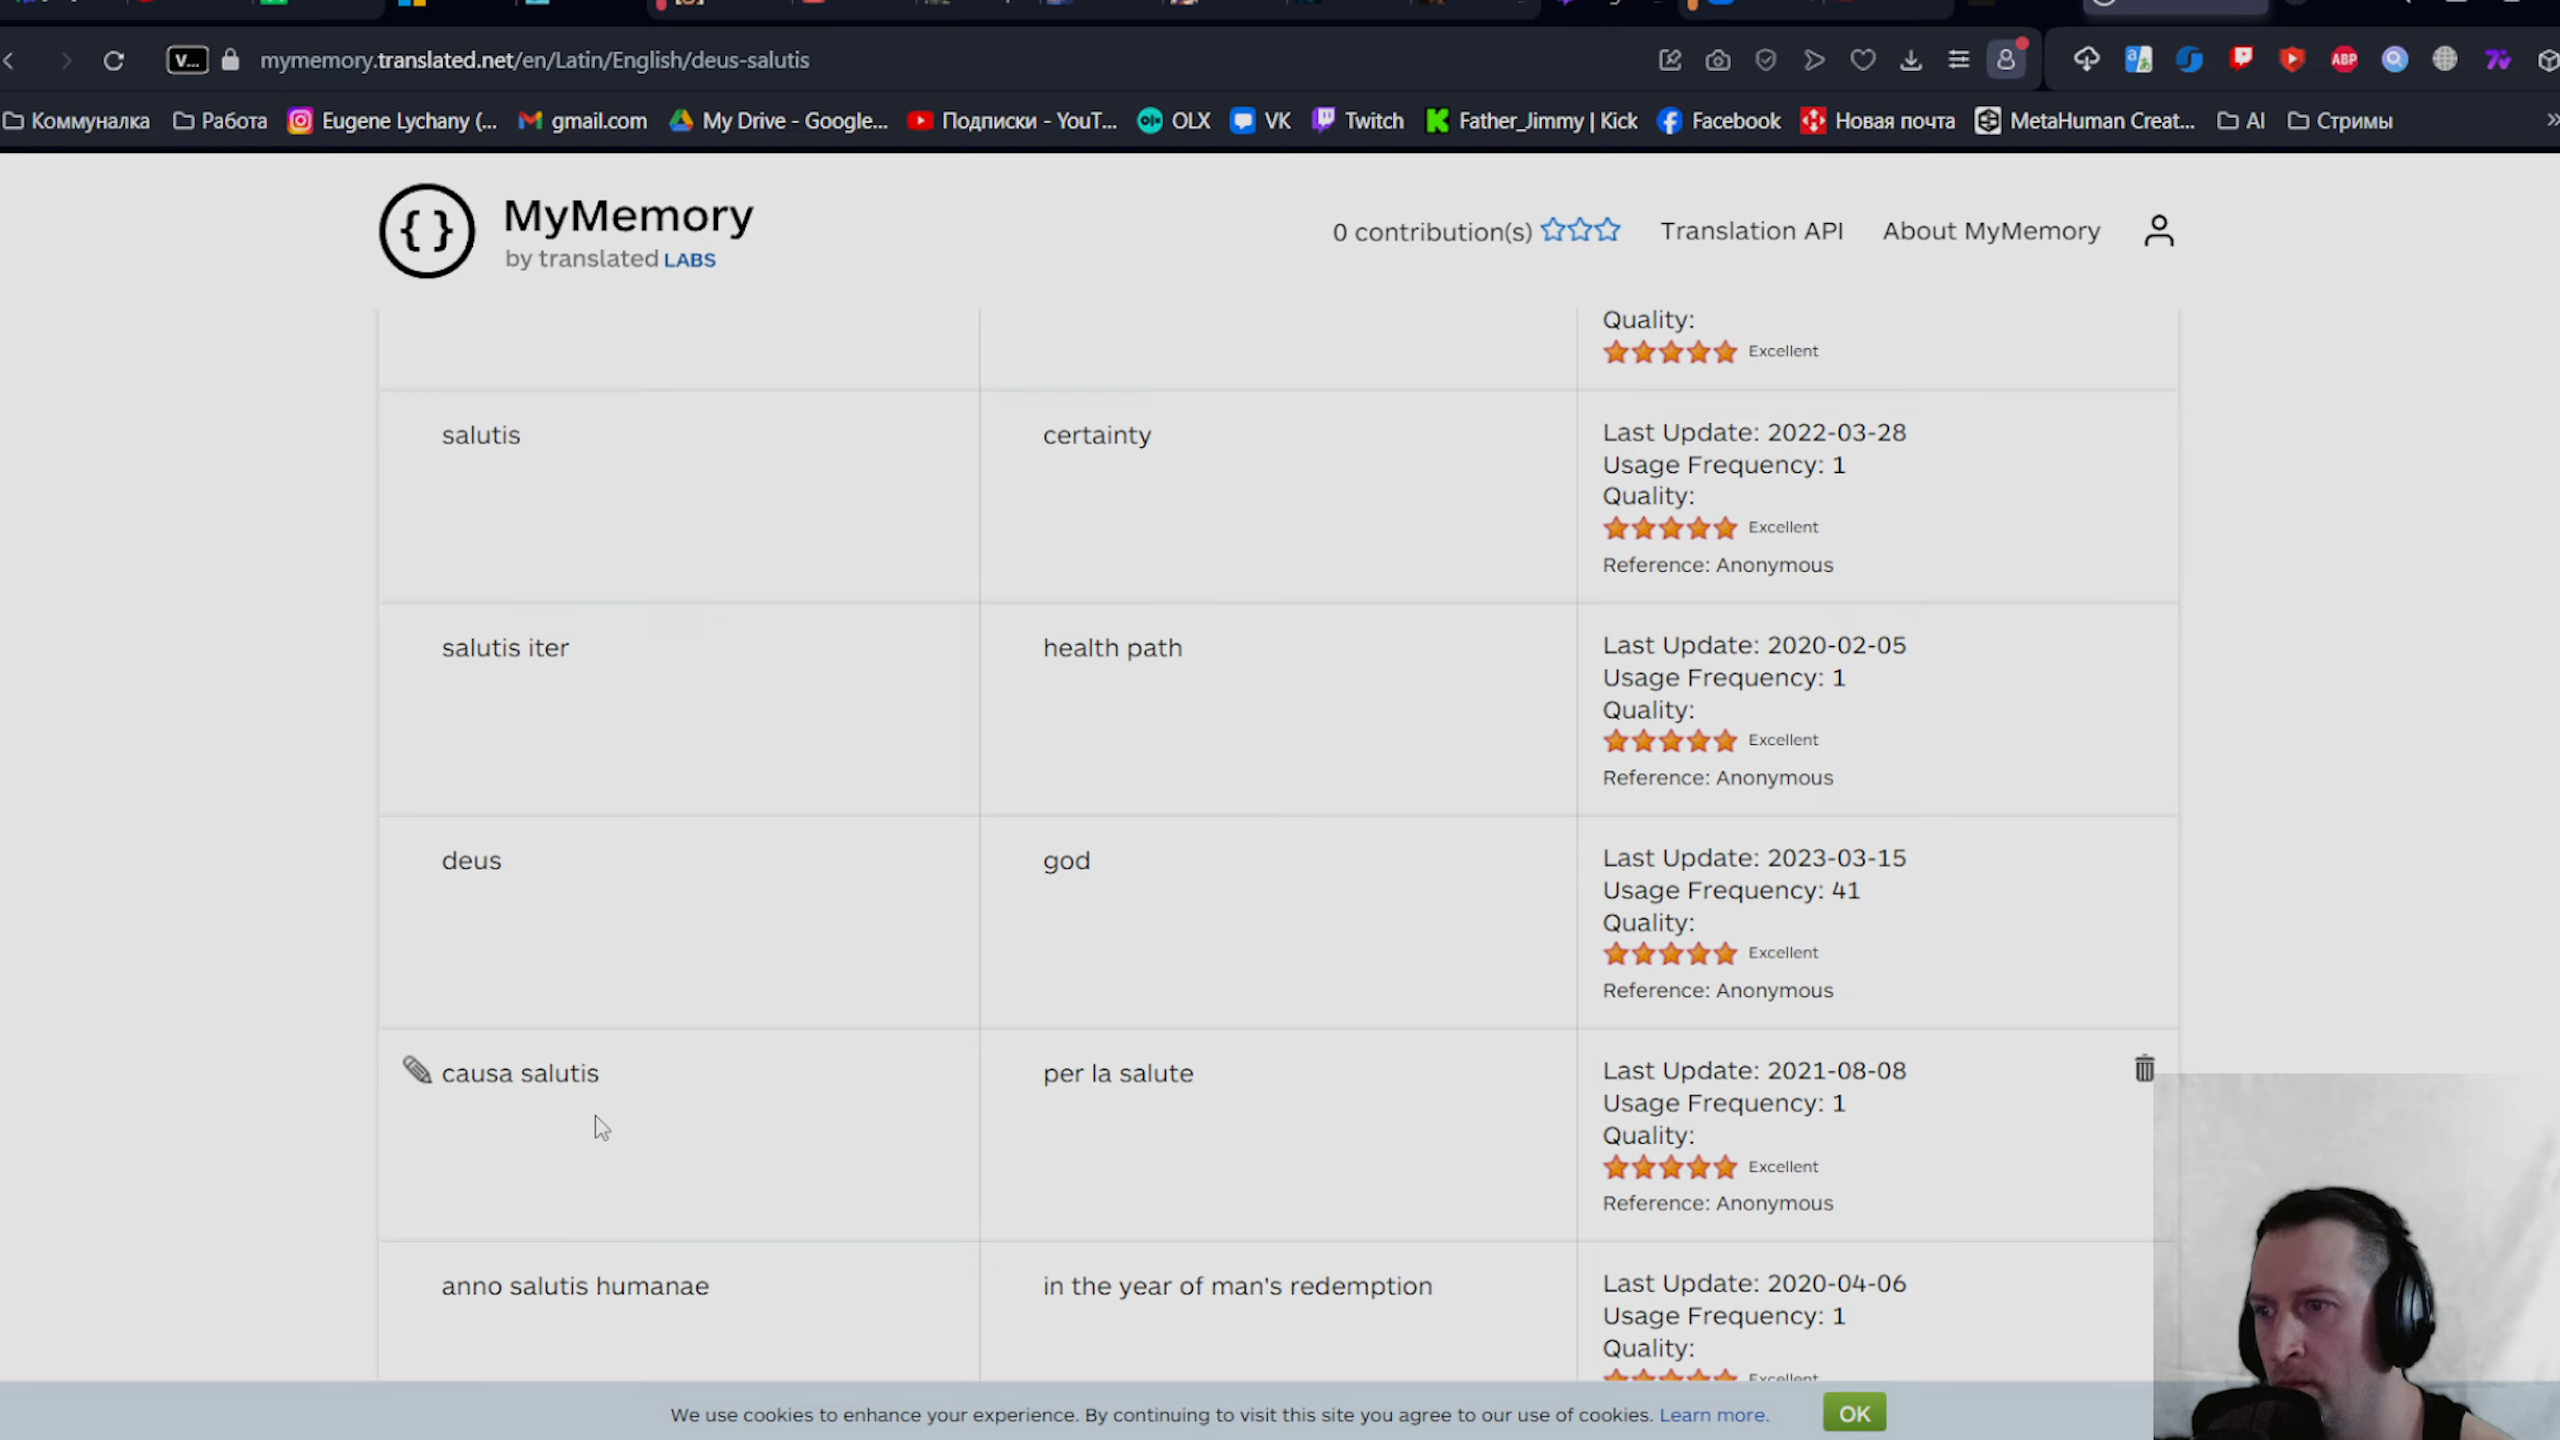 V...
mymemory.translated.net/en/Latin/English/deus-salutis
ABP
Коммуналка
Работа
Eugene Lychany (...
gmail.com
My Drive - Google...
Подписки - YouT...
OLX
VK
Twitch
Father_Jimmy | Kick
Facebook
Новая почта
MetaHuman Creat...
AI
Стримы
MyMemory
by translated LABS
0 contribution(s)
Translation API
About MyMemory
Quality:
Excellent
salutis
certainty
Last Update: 2022-03-28
Usage Frequency: 1
Quality:
Excellent
Reference: Anonymous
salutis iter
health path
Last Update: 2020-02-05
Usage Frequency: 1
Quality:
Excellent
Reference: Anonymous
deus
god
Last Update: 2023-03-15
Usage Frequency: 41
Quality:
Excellent
Reference: Anonymous
causa salutis
per la salute
Last Update: 2021-08-08
Usage Frequency: 1
Quality:
Excellent
Reference: Anonymous
anno salutis humanae
in the year of man's redemption
Last Update: 2020-04-06
Usage Frequency: 1
Quality:
Excellent
We use cookies to enhance your experience. By continuing to visit this site you agree to our use of cookies. Learn more.
OK